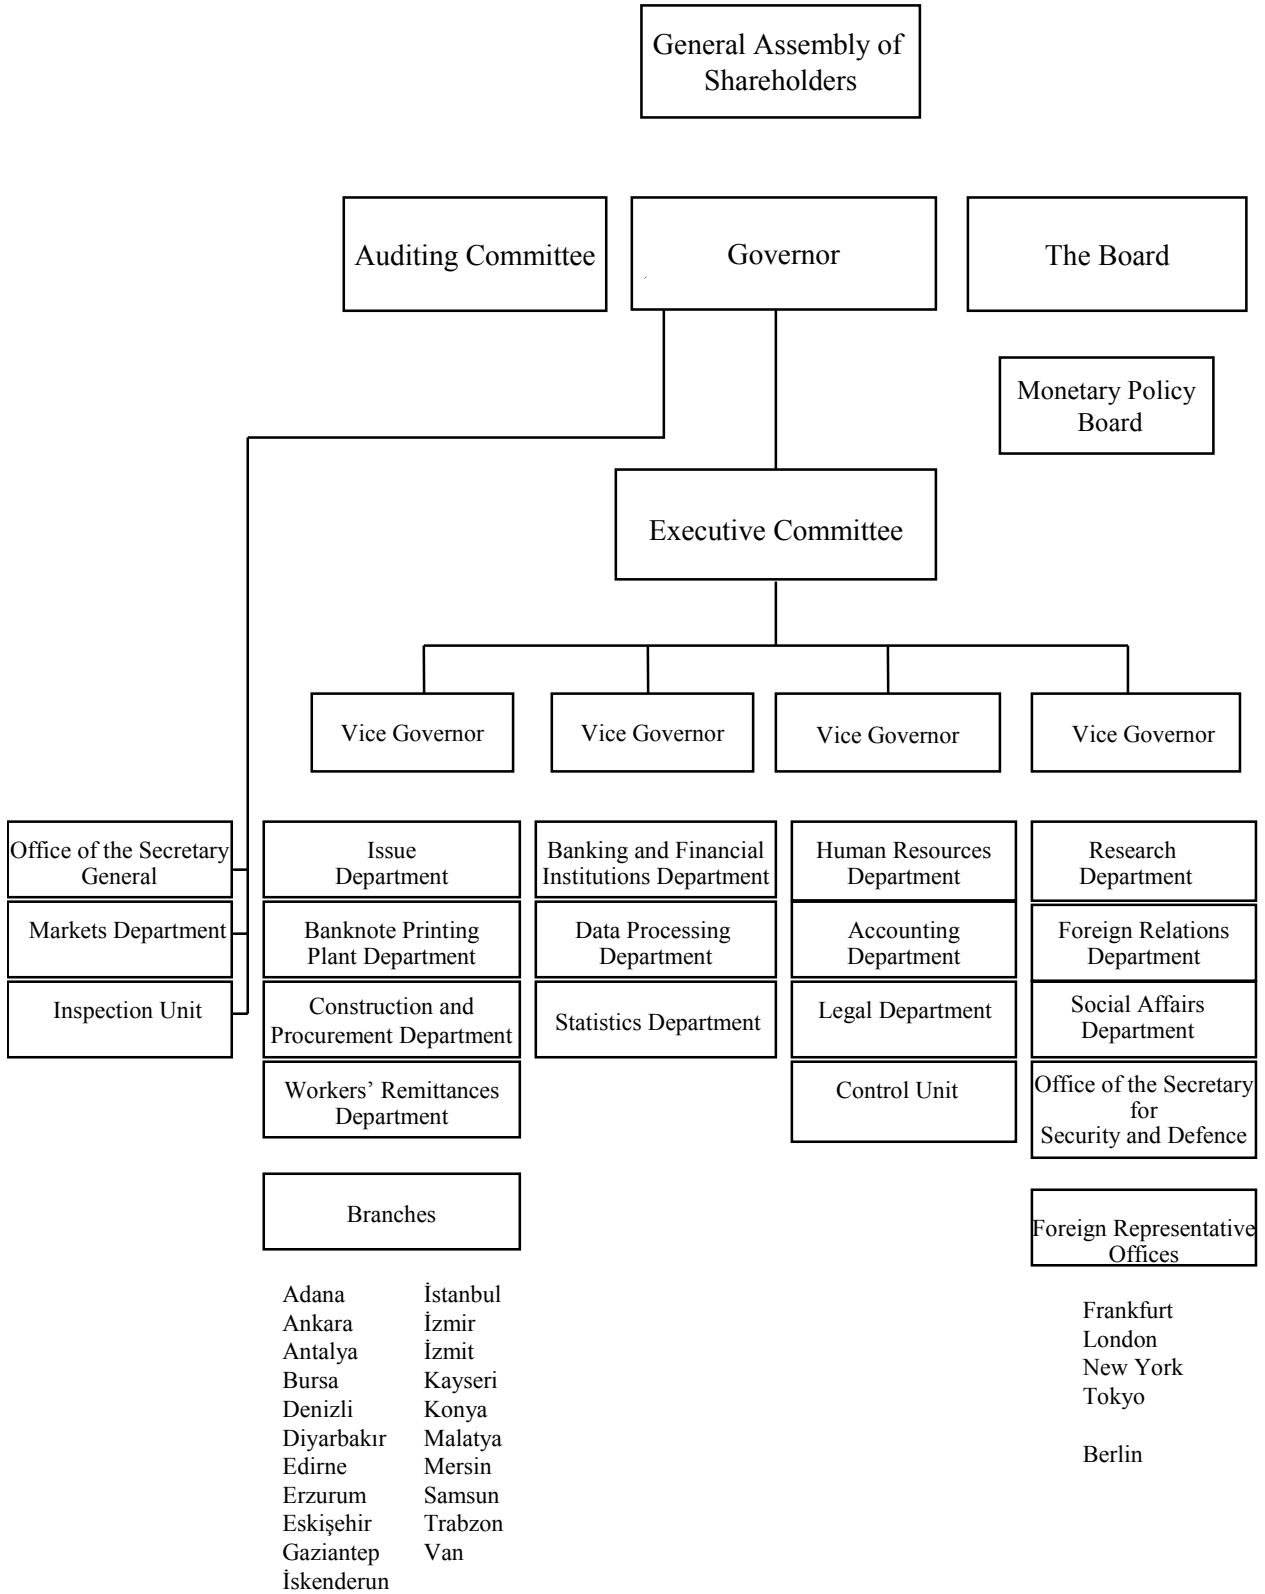 General Assembly of
Shareholders
Auditing Committee
Governor
The Board
Monetary Policy
Board
Executive Committee
Vice Governor
Vice Governor
Vice Governor
Vice Governor
Office of the Secretary
General
Markets Department
Inspection Unit
Issue
Department
Banknote Printing
Plant Department
Construction and
Procurement Department
Workers’ Remittances
Department
Banking and Financial
Institutions Department
Data Processing
Department
Statistics Department
Human Resources
Department
Accounting
Department
Legal Department
Control Unit
Research
Department
Foreign Relations
Department
Social Affairs
Department
Office of the Secretary
for
Security and Defence
Branches
Adana
Ankara
Antalya
Bursa
Denizli
Diyarbakır
Edirne
Erzurum
Eskişehir
Gaziantep
İskenderun
İstanbul
İzmir
İzmit
Kayseri
Konya
Malatya
Mersin
Samsun
Trabzon
Van
Foreign Representative
Offices
Frankfurt
London
New York
Tokyo
Berlin